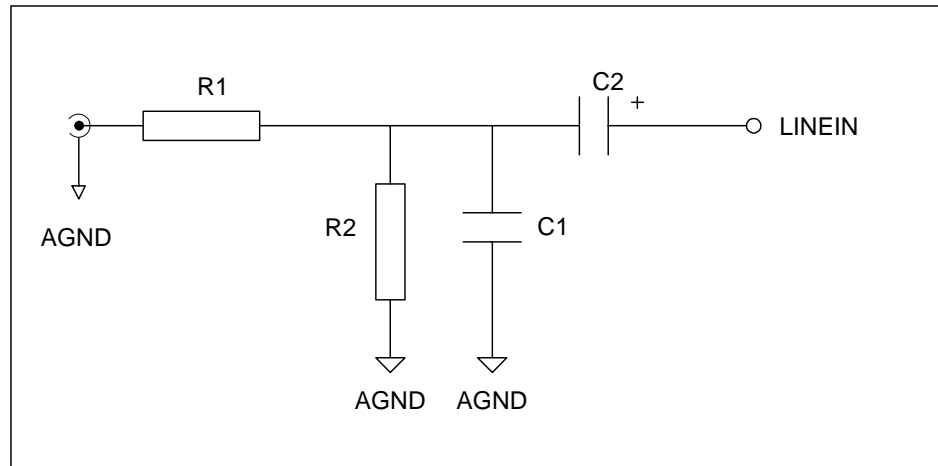 R1
C2
+
LINEIN
AGND
R2
C1
AGND
AGND